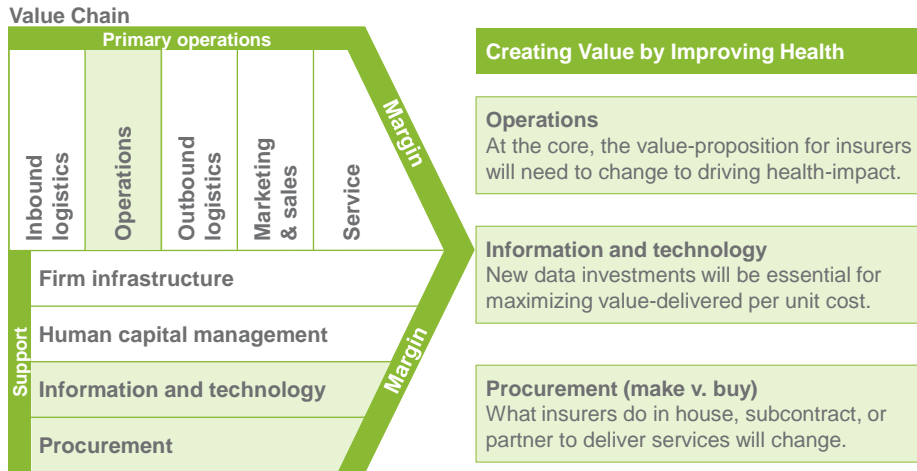 Value Chain
Primary operations
Inbound
logistics
Operations
Outbound
logistics
Marketing
& sales
Service
Margin
Support
Firm infrastructure
Human capital management
Information and technology
Procurement
Margin
Creating Value by Improving Health
Operations
At the core, the value-proposition for insurers
will need to change to driving health-impact.
Information and technology
New data investments will be essential for
maximizing value-delivered per unit cost.
Procurement (make v. buy)
What insurers do in house, subcontract, or
partner to deliver services will change.